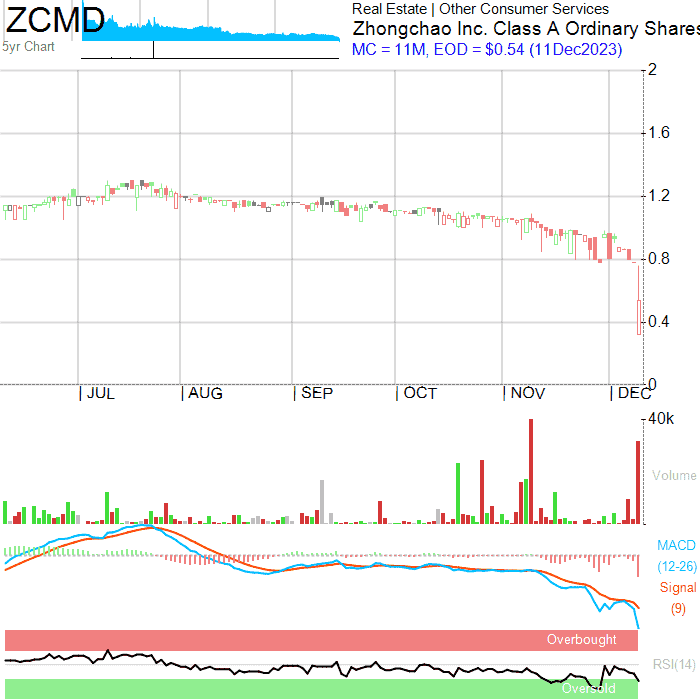 ZCMD
5yr Chart
Real Estate | Other Consumer Services
Zhongchao Inc. Class A Ordinary Shares
MC = 11M, EOD = $0.54 (11Dec2023)
2
1.6
1.2
0.8
0.4
0
| JUL | AUG | SEP | OCT | NOV | DEC
40k
Volume
MACD
(12-26)
Signal
(9)
Overbought
RSI(14)
Oversold